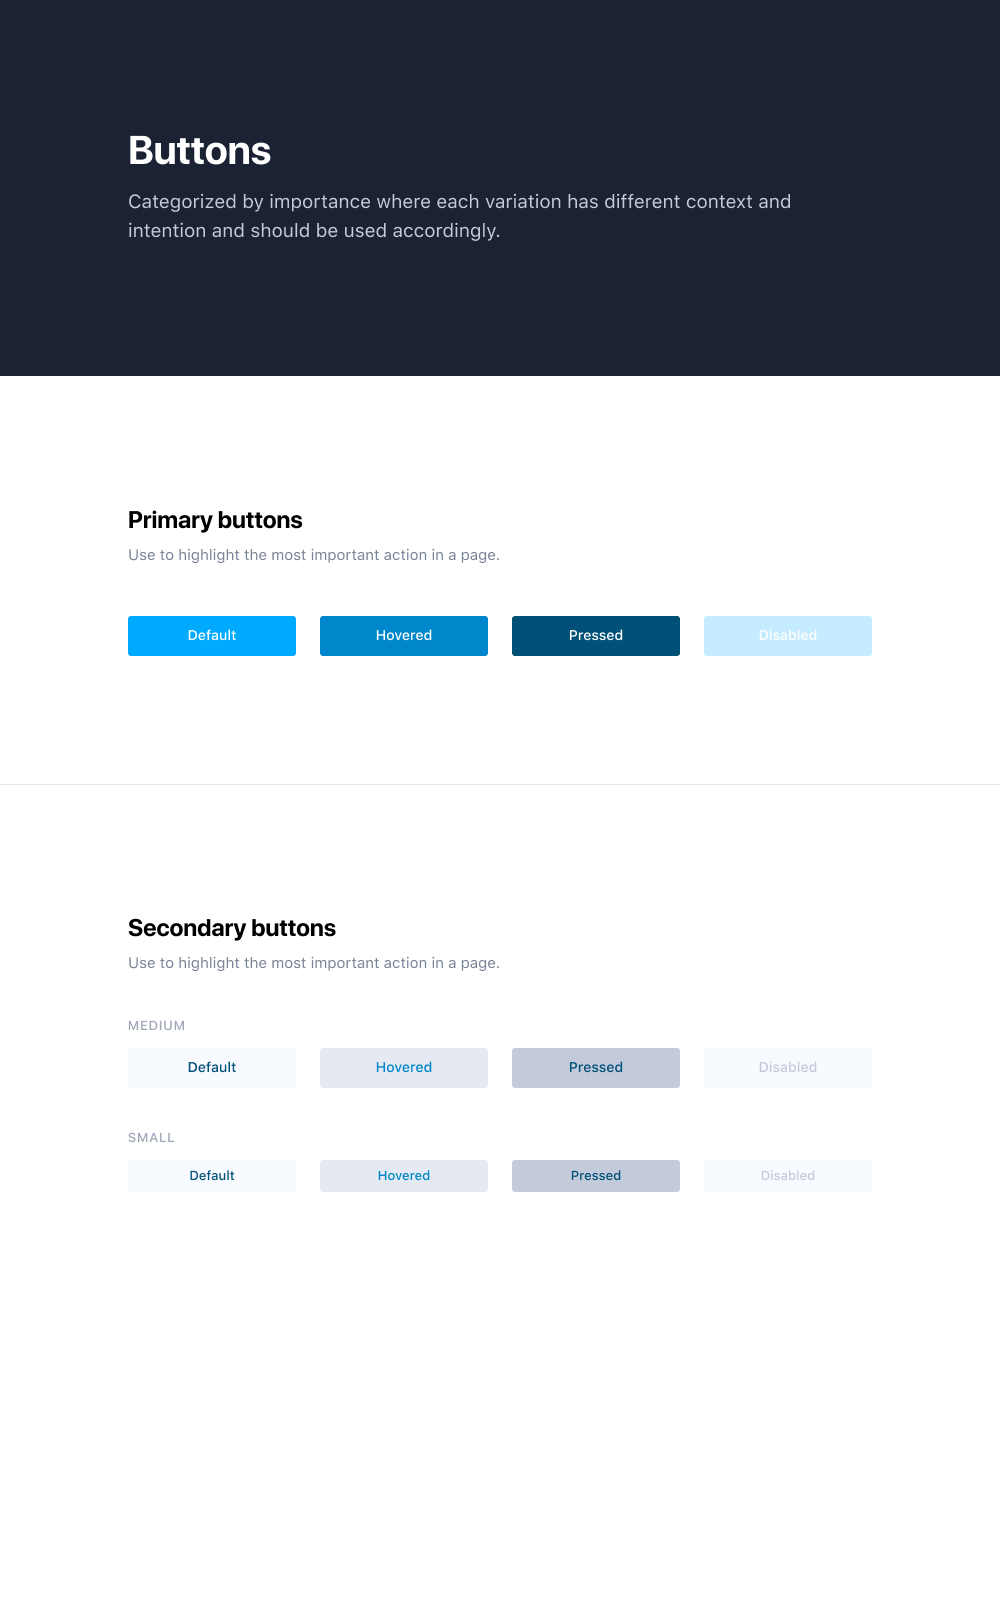 Buttons
Categorized by importance where each variation has different context and
intention and should be used accordingly.
Primary buttons
Use to highlight the most important action in a page.
Default Hovered Pressed Disabled
Secondary buttons
Use to highlight the most important action in a page.
MEDIUM
Default Hovered Pressed Disabled
SMALL
Default Hovered Pressed Disabled